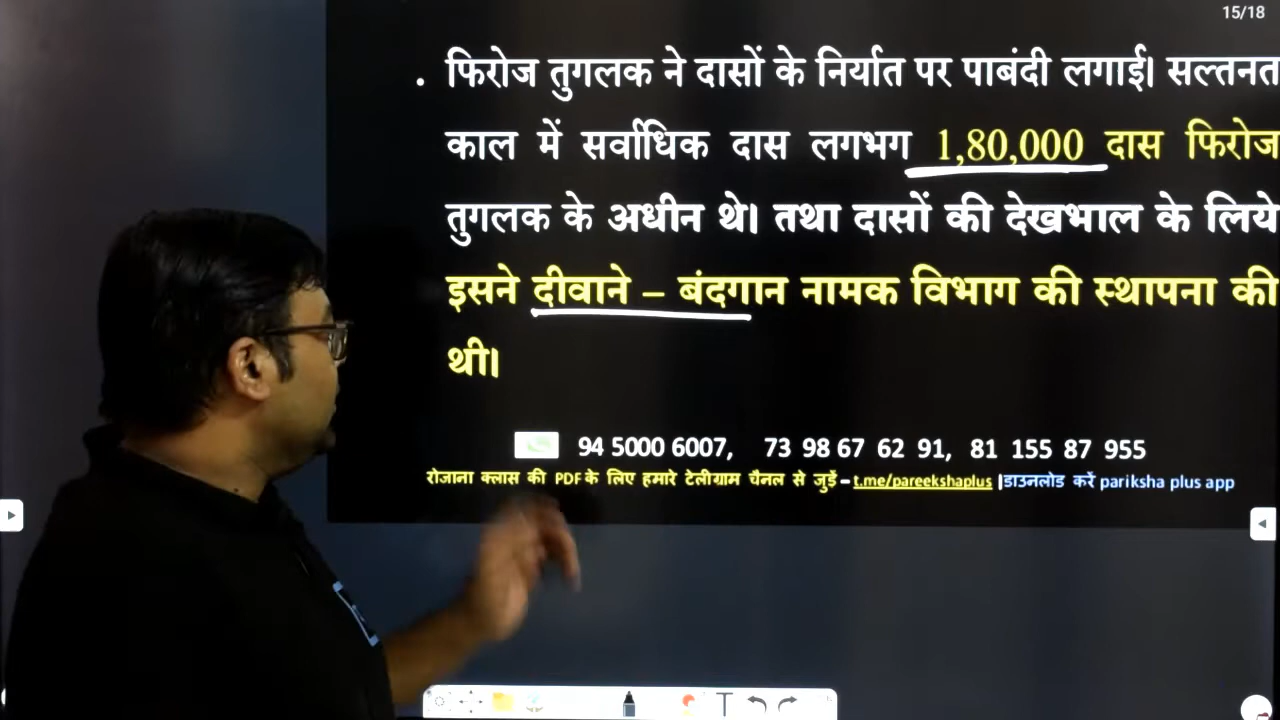 15/18
. फिरोज तुगलक ने दासों के निर्यात पर पाबंदी लगाई। सल्तनत
काल में सर्वाधिक दास लगभग 1,80,000 दास फिरोज
तुगलक के अधीन थे। तथा दासों की देखभाल के लिये
इसने दीवाने – बंदगान नामक विभाग की स्थापना की
थी।
94 5000 6007, 73 98 67 62 91, 81 155 87 955
रोजाना क्लास की PDF के लिए हमारे टेलीग्राम चैनल से जुड़ें – t.me/pareekshaplus |डाउनलोड करें pariksha plus app
T